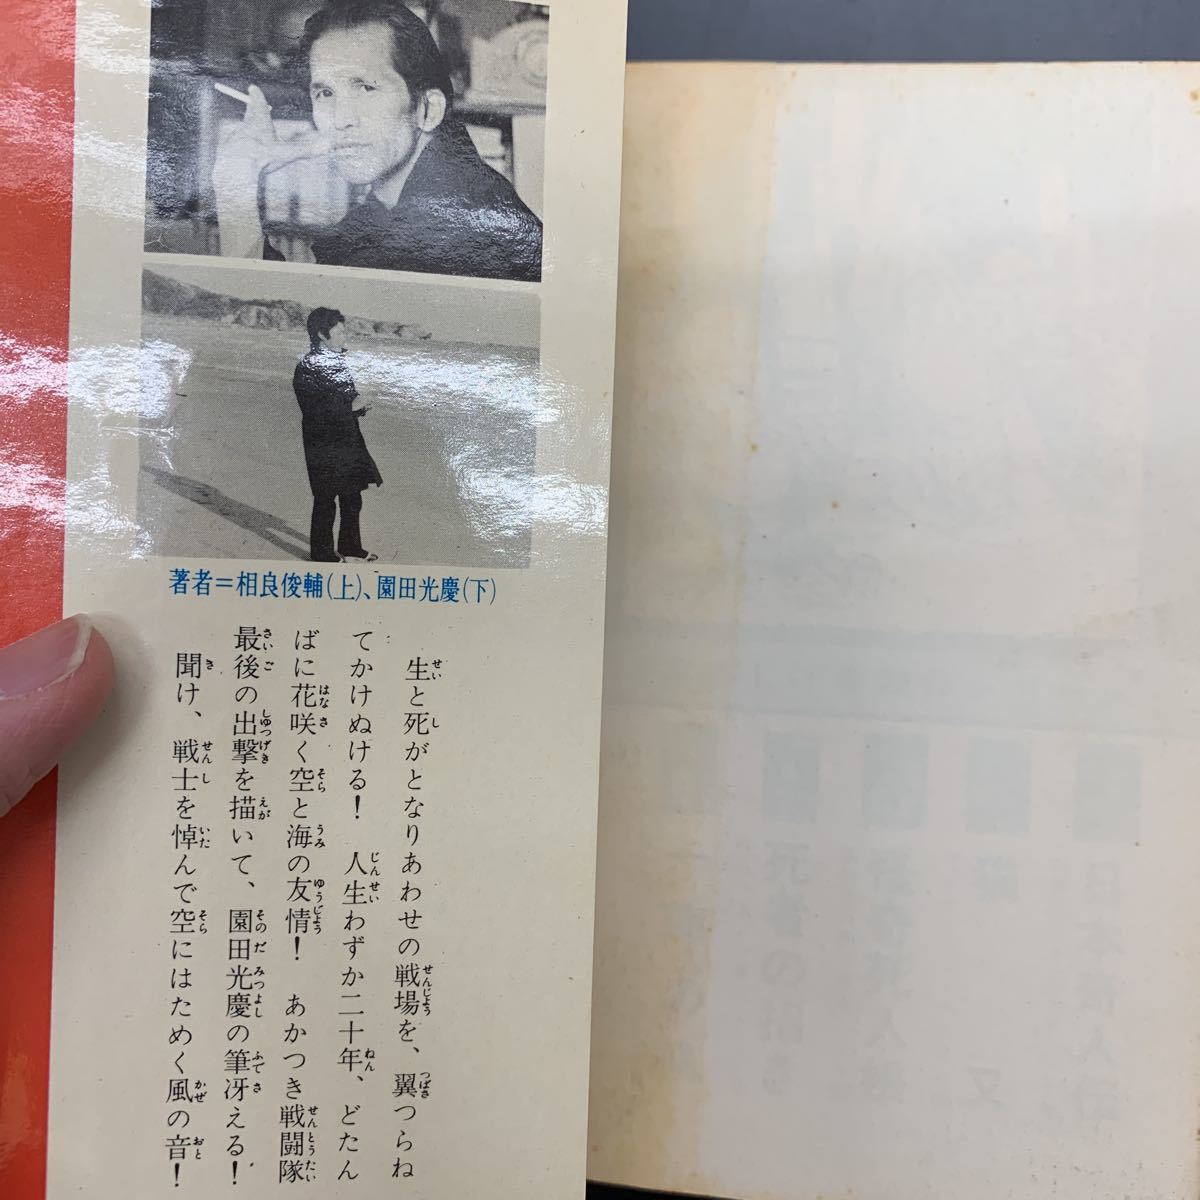 著者＝相良俊輔(上)、園田光慶(下)
生と死がとなりあわせの戦場を、翼つらね
てかけぬける！　人生わずか二十年、どたん
ばに花咲く空と海の友情！　あかつき戦闘隊
最後の出撃を描いて、園田光慶の筆冴える！
聞け、戦士を悼んで空にはためく風の音！